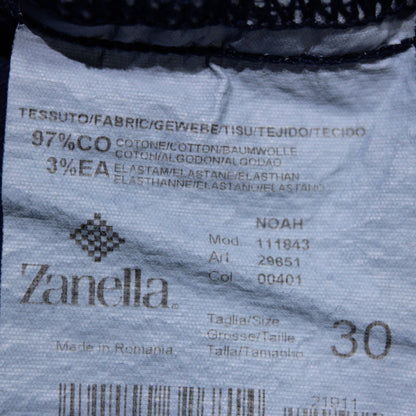 TESSUTO/FABRIC/GEWEBE/TISU/TEJIDO/TECIDO
97%CO COTONE/COTTON/BAUMWOLLE
COTON/ALGODON/ALGODAO
3%EA ELASTAM/ELASTANE/ELASTHAN
ELASTHANNE/ELASTANO/ELASTANO
NOAH
Mod. 111843
Art. 29651
Col. 00401
Zanella
Taglia/Size
Grosse/Taille
Talla/Tamanho
30
Made in Romania
21911